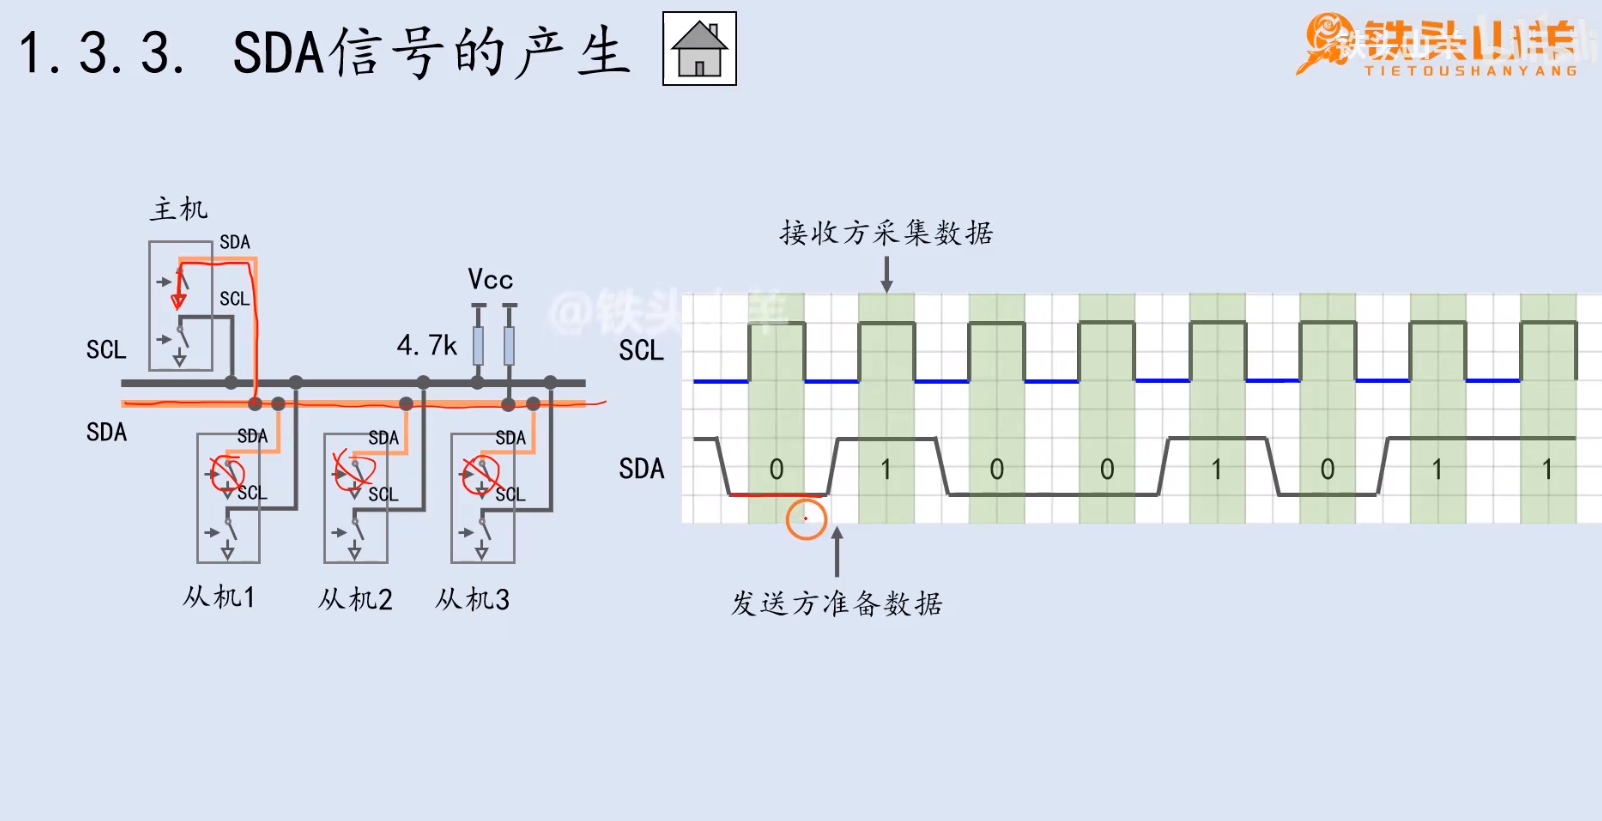 1.3.3. SDA信号的产生
铁头山羊
TIETOUSHANYANG
主机
SDA
SCL
Vcc
4.7k
SCL
SDA
SDA
SCL
从机1
SDA
SCL
从机2
SDA
SCL
从机3
@铁头山羊
接收方采集数据
SCL
SDA
0 1 0 0 1 0 1 1
发送方准备数据